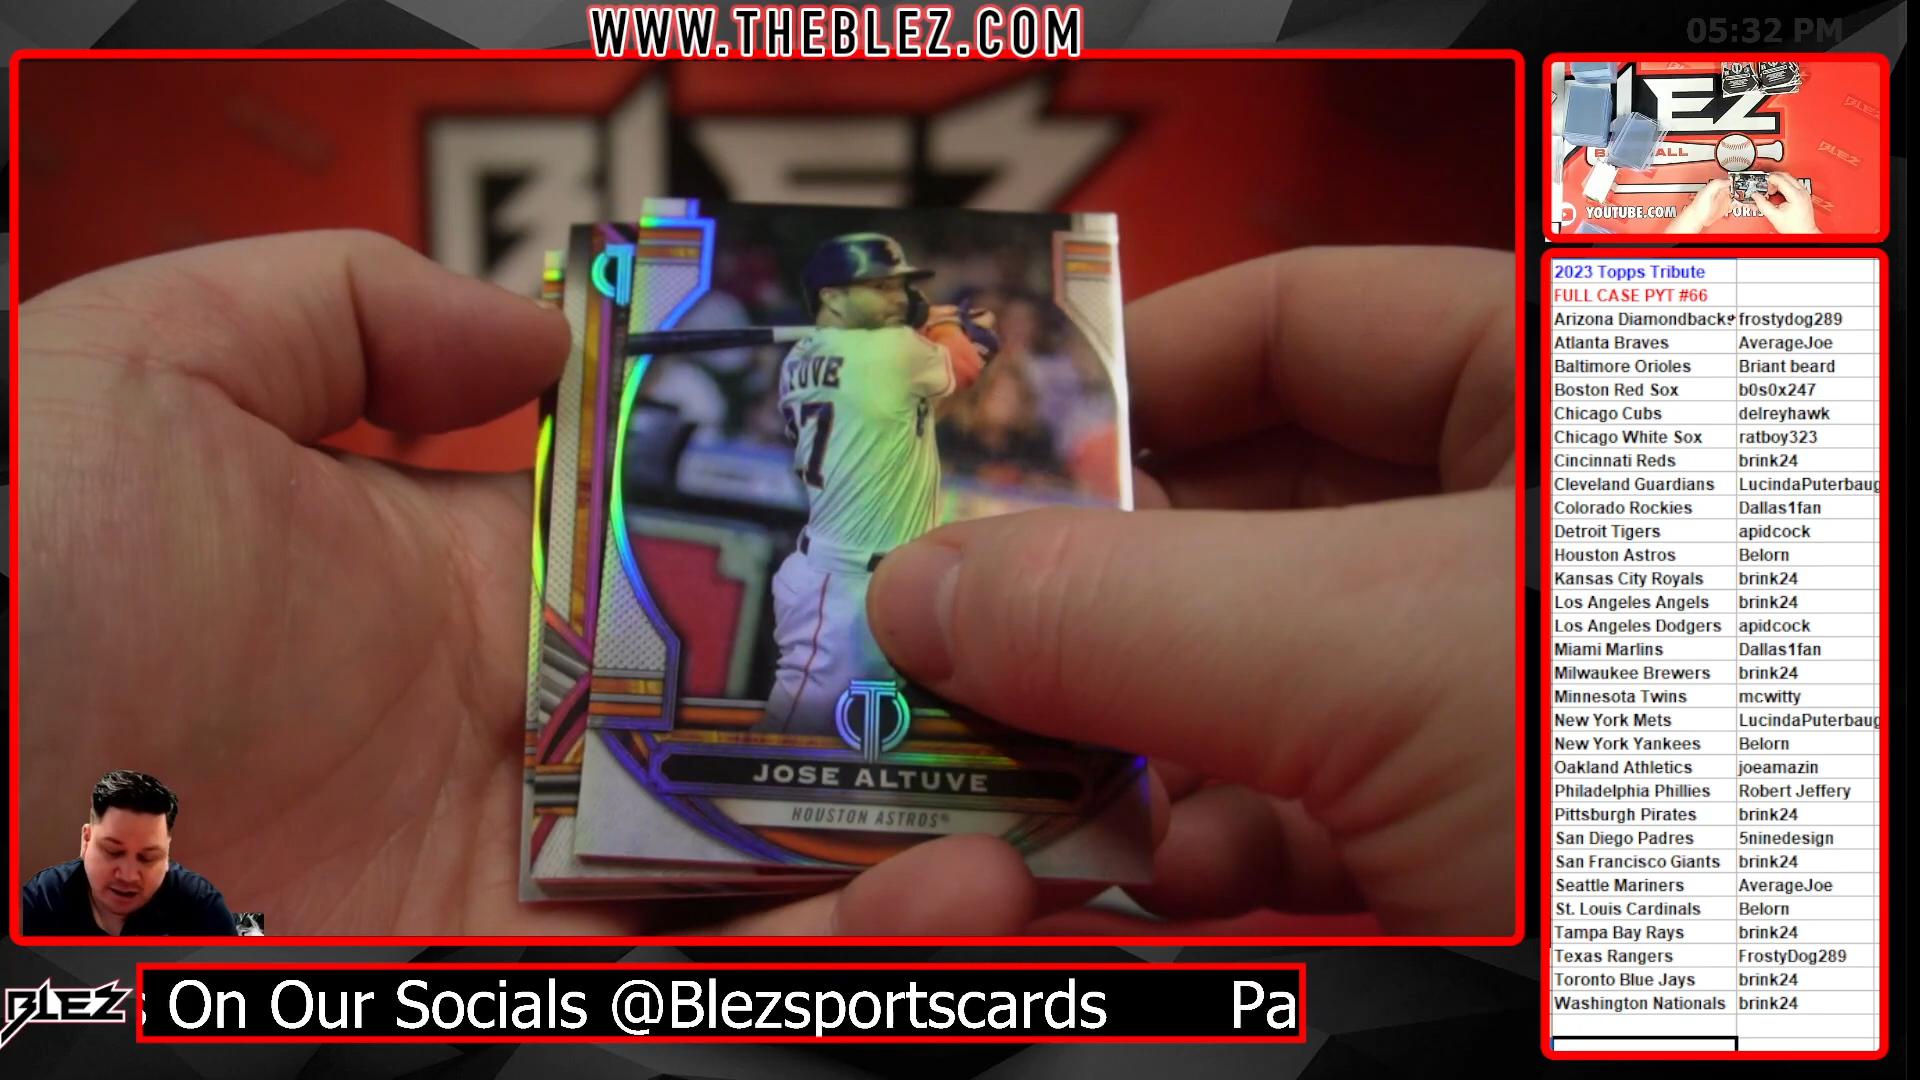 WWW.THEBLEZ.COM
05:32 PM
BLEZ
TUVE
27
JOSE ALTUVE
HOUSTON ASTROS
EZ
BLEZ
BLEZ
YOUTUBE.COM
2023 Topps Tribute
FULL CASE PYT #66
Arizona Diamondbacks frostydog289
Atlanta Braves AverageJoe
Baltimore Orioles Briant beard
Boston Red Sox b0s0x247
Chicago Cubs delreyhawk
Chicago White Sox ratboy323
Cincinnati Reds brink24
Cleveland Guardians LucindaPuterbaug
Colorado Rockies Dallas1fan
Detroit Tigers apidcock
Houston Astros Belorn
Kansas City Royals brink24
Los Angeles Angels brink24
Los Angeles Dodgers apidcock
Miami Marlins Dallas1fan
Milwaukee Brewers brink24
Minnesota Twins mcwitty
New York Mets LucindaPuterbaug
New York Yankees Belorn
Oakland Athletics joeamazin
Philadelphia Phillies Robert Jeffery
Pittsburgh Pirates brink24
San Diego Padres 5ninedesign
San Francisco Giants brink24
Seattle Mariners AverageJoe
St. Louis Cardinals Belorn
Tampa Bay Rays brink24
Texas Rangers FrostyDog289
Toronto Blue Jays brink24
Washington Nationals brink24
BLEZ
s On Our Socials @Blezsportscards Pa